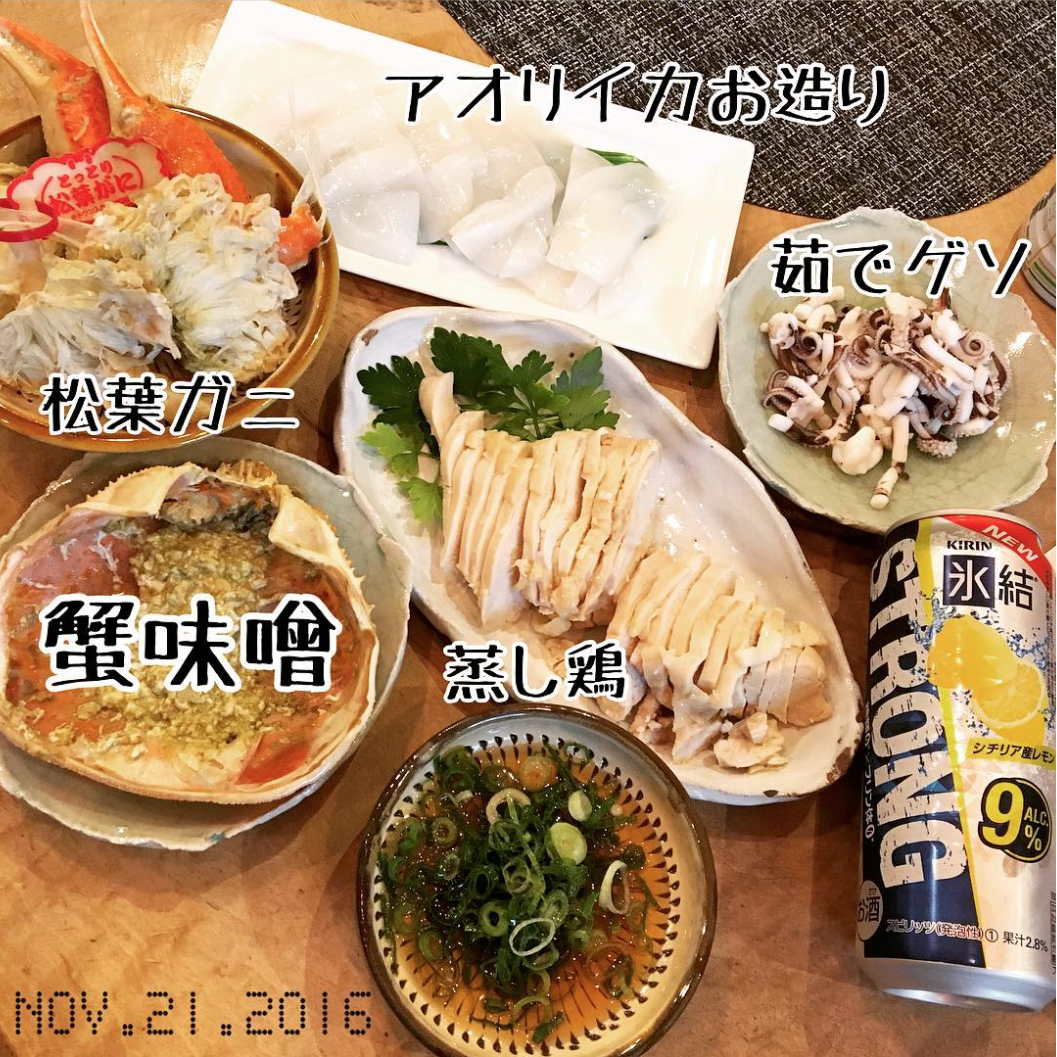 アオリイカお造り
とっとり
松葉がに
茹でゲソ
松葉ガニ
NEW
KIRIN
氷結
STRONG
シチリア産レモン
9%
ALC.
お酒
スピリッツ(発泡性)① 果汁2.8%
蟹味噌
蒸し鶏
NOV.21.2016